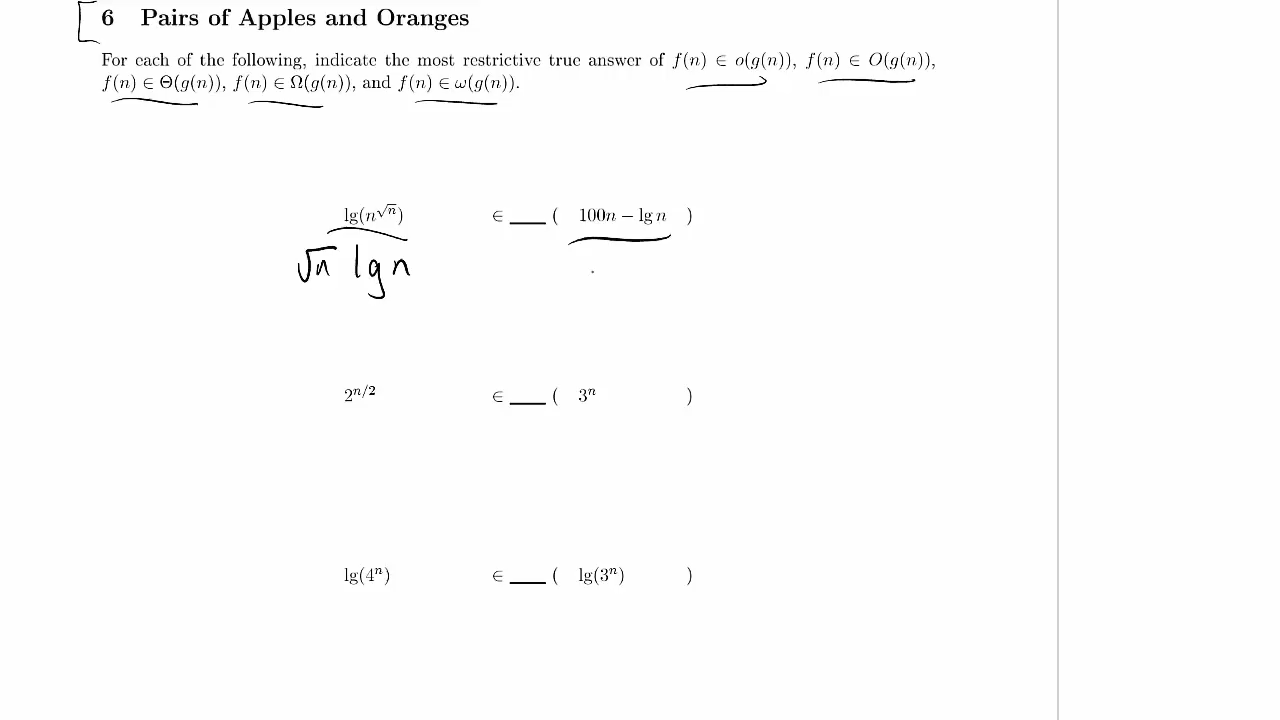 6 Pairs of Apples and Oranges
For each of the following, indicate the most restrictive true answer of f(n) ∈ o(g(n)), f(n) ∈ O(g(n)),
f(n) ∈ Θ(g(n)), f(n) ∈ Ω(g(n)), and f(n) ∈ ω(g(n)).
lg(n^√n) ∈ ___ ( 100n − lg n )
√n lg n
2^{n/2} ∈ ___ ( 3^n )
lg(4^n) ∈ ___ ( lg(3^n) )